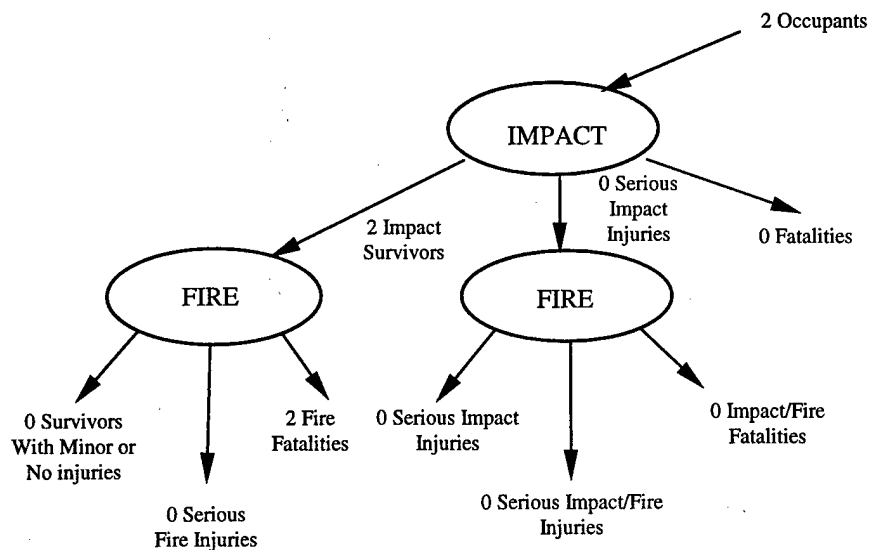 2 Occupants
IMPACT
2 Impact
Survivors
0 Serious
Impact
Injuries
0 Fatalities
FIRE
FIRE
0 Survivors
With Minor or
No injuries
0 Serious
Fire Injuries
2 Fire
Fatalities
0 Serious Impact
Injuries
0 Serious Impact/Fire
Injuries
0 Impact/Fire
Fatalities